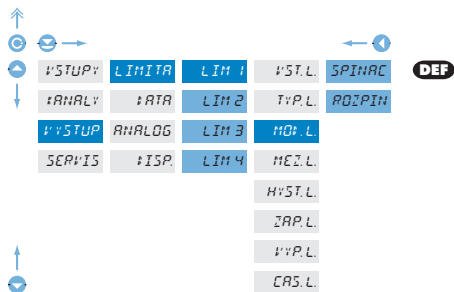 VSTUPY LIMITA LIM 1 VST. L. SPINAC DEF
KANALY DATA LIM 2 TYP. L. ROZPIN
VYSTUP ANALOG LIM 3 MOD. L.
SERVIS DISP. LIM 4 MEZ. L.
HYST. L.
ZAP. L.
VYP. L.
CAS. L.